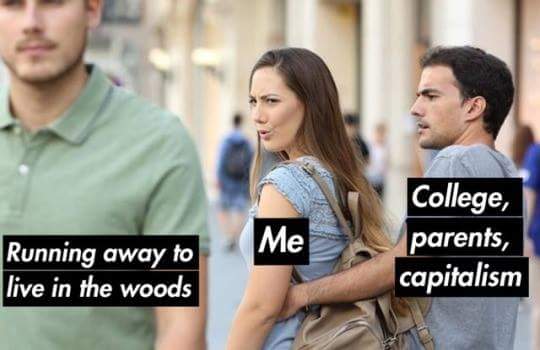 Running away to
live in the woods
Me
College,
parents,
capitalism